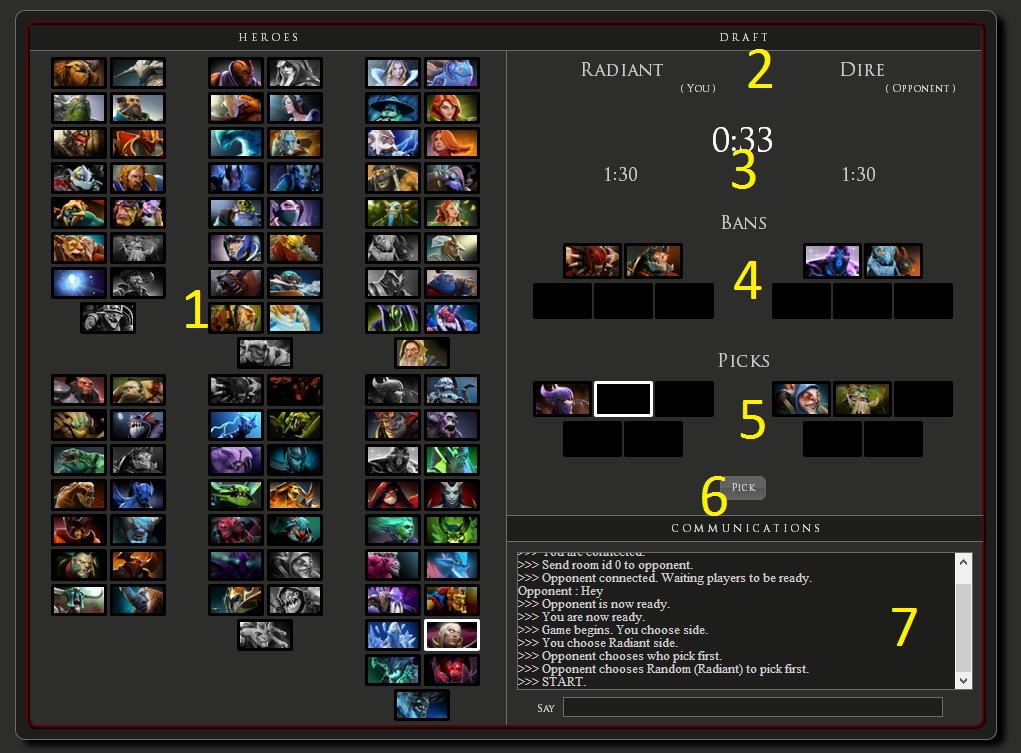 HEROES
DRAFT
2
RADIANT
DIRE
( YOU )
( OPPONENT )
0:33
3
1:30
1:30
BANS
4
1
PICKS
5
6
PICK
COMMUNICATIONS
>>> You are connected.
>>> Send room id 0 to opponent.
>>> Opponent connected. Waiting players to be ready.
Opponent : Hey
>>> Opponent is now ready.
>>> You are now ready.
>>> Game begins. You choose side.
>>> You choose Radiant side.
>>> Opponent chooses who pick first.
>>> Opponent chooses Random (Radiant) to pick first.
>>> START.
7
SAY